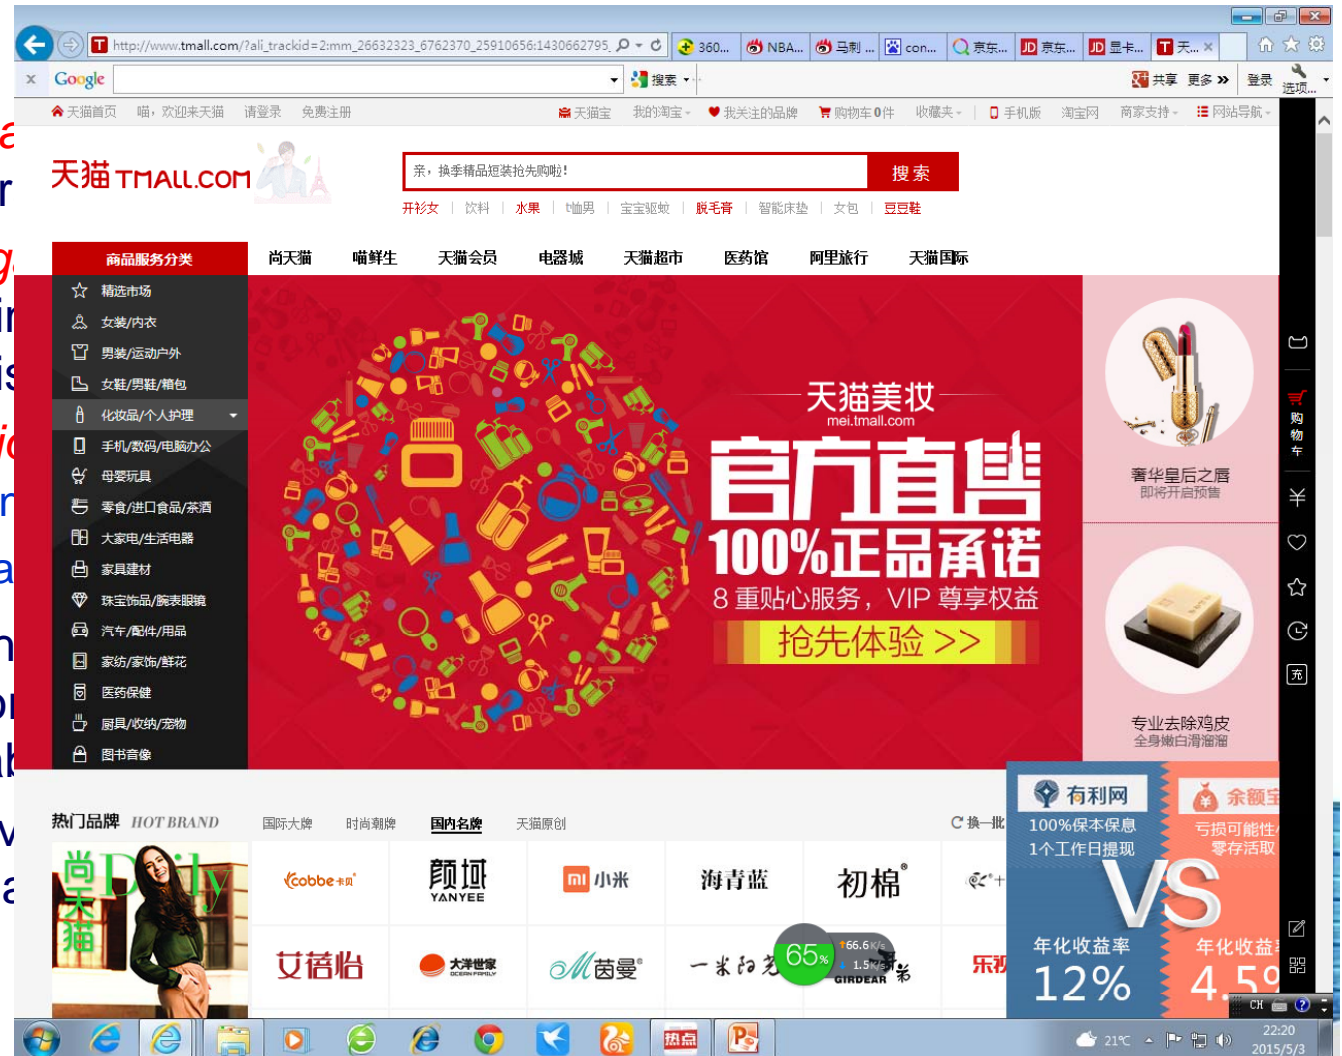 http://www.tmall.com/?ali_trackid=2:mm_26632323_6762370_25910656:1430662795_
360... NBA... 马刺 ... con... 京东... 京东... 显卡... 天...
Google 搜索 共享 更多 >> 登录 选项...
天猫首页 喵，欢迎来天猫 请登录 免费注册 天猫宝 我的淘宝 我关注的品牌 购物车0件 收藏夹 手机版 淘宝网 商家支持 网站导航
天猫 TMALL.COM
亲，换季精品短装抢先购啦！ 搜索
开衫女 饮料 水果 t恤男 宝宝驱蚊 脱毛膏 智能床垫 女包 豆豆鞋
商品服务分类 尚天猫 喵鲜生 天猫会员 电器城 天猫超市 医药馆 阿里旅行 天猫国际
精选市场
女装/内衣
男装/运动户外
女鞋/男鞋/箱包
化妆品/个人护理
手机/数码/电脑办公
母婴玩具
零食/进口食品/茶酒
大家电/生活电器
家具建材
珠宝饰品/腕表眼镜
汽车/配件/用品
家纺/家饰/鲜花
医药保健
厨具/收纳/宠物
图书音像
天猫美妆
mei.tmall.com
官方直售
100%正品承诺
8 重贴心服务，VIP 尊享权益
抢先体验 >>
奢华皇后之唇
即将开启预售
专业去除鸡皮
全身嫩白滑溜溜
购物车
充
热门品牌 HOT BRAND 国际大牌 时尚潮牌 国内名牌 天猫原创 换一批
尚天猫 Daily
Cobbe 卡贝
颜域
YANYEE
小米
海青蓝
初棉
艾蓓怡
大洋世家
OCEAN FAMILY
茵曼
GIRDEAR
65%
66.6K/s
1.5K/s
有利网
100%保本保息
1个工作日提现
VS
年化收益率
12%
亏损可能性
零存活取
年化收益
4.5
CH
热点
21℃
22:20
2015/5/3